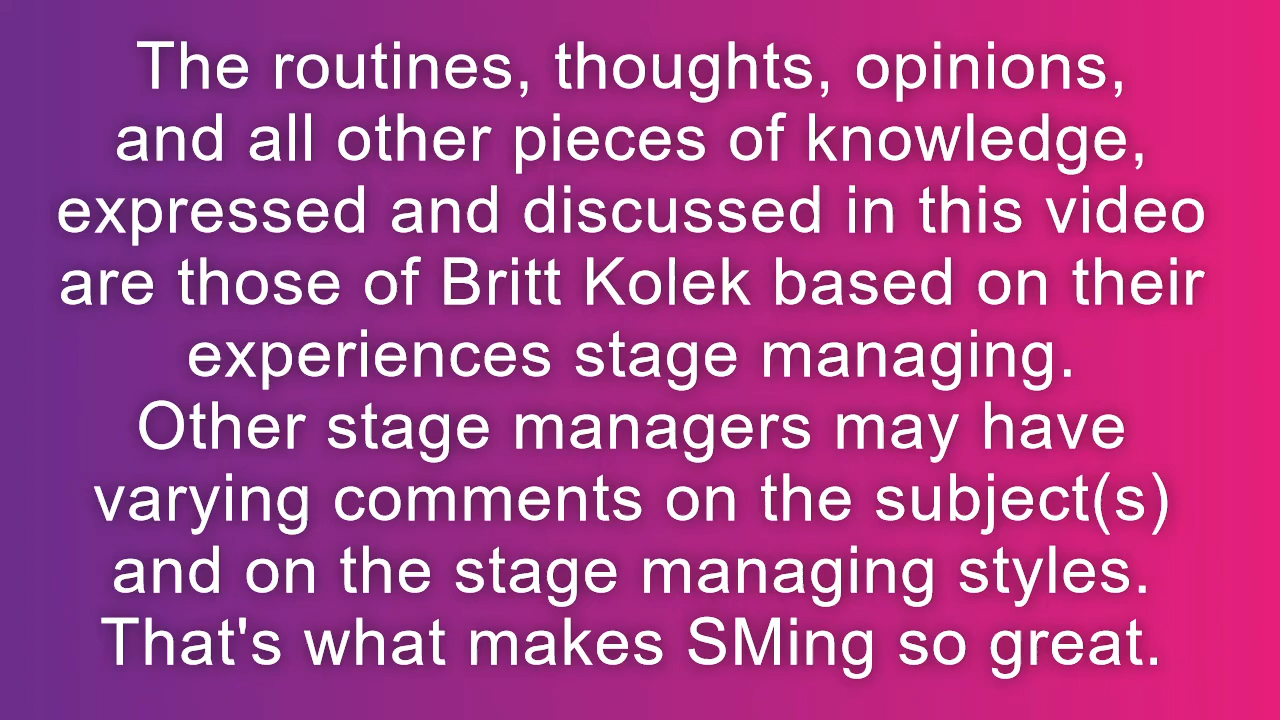 The routines, thoughts, opinions,
and all other pieces of knowledge,
expressed and discussed in this video
are those of Britt Kolek based on their
experiences stage managing.
Other stage managers may have
varying comments on the subject(s)
and on the stage managing styles.
That's what makes SMing so great.